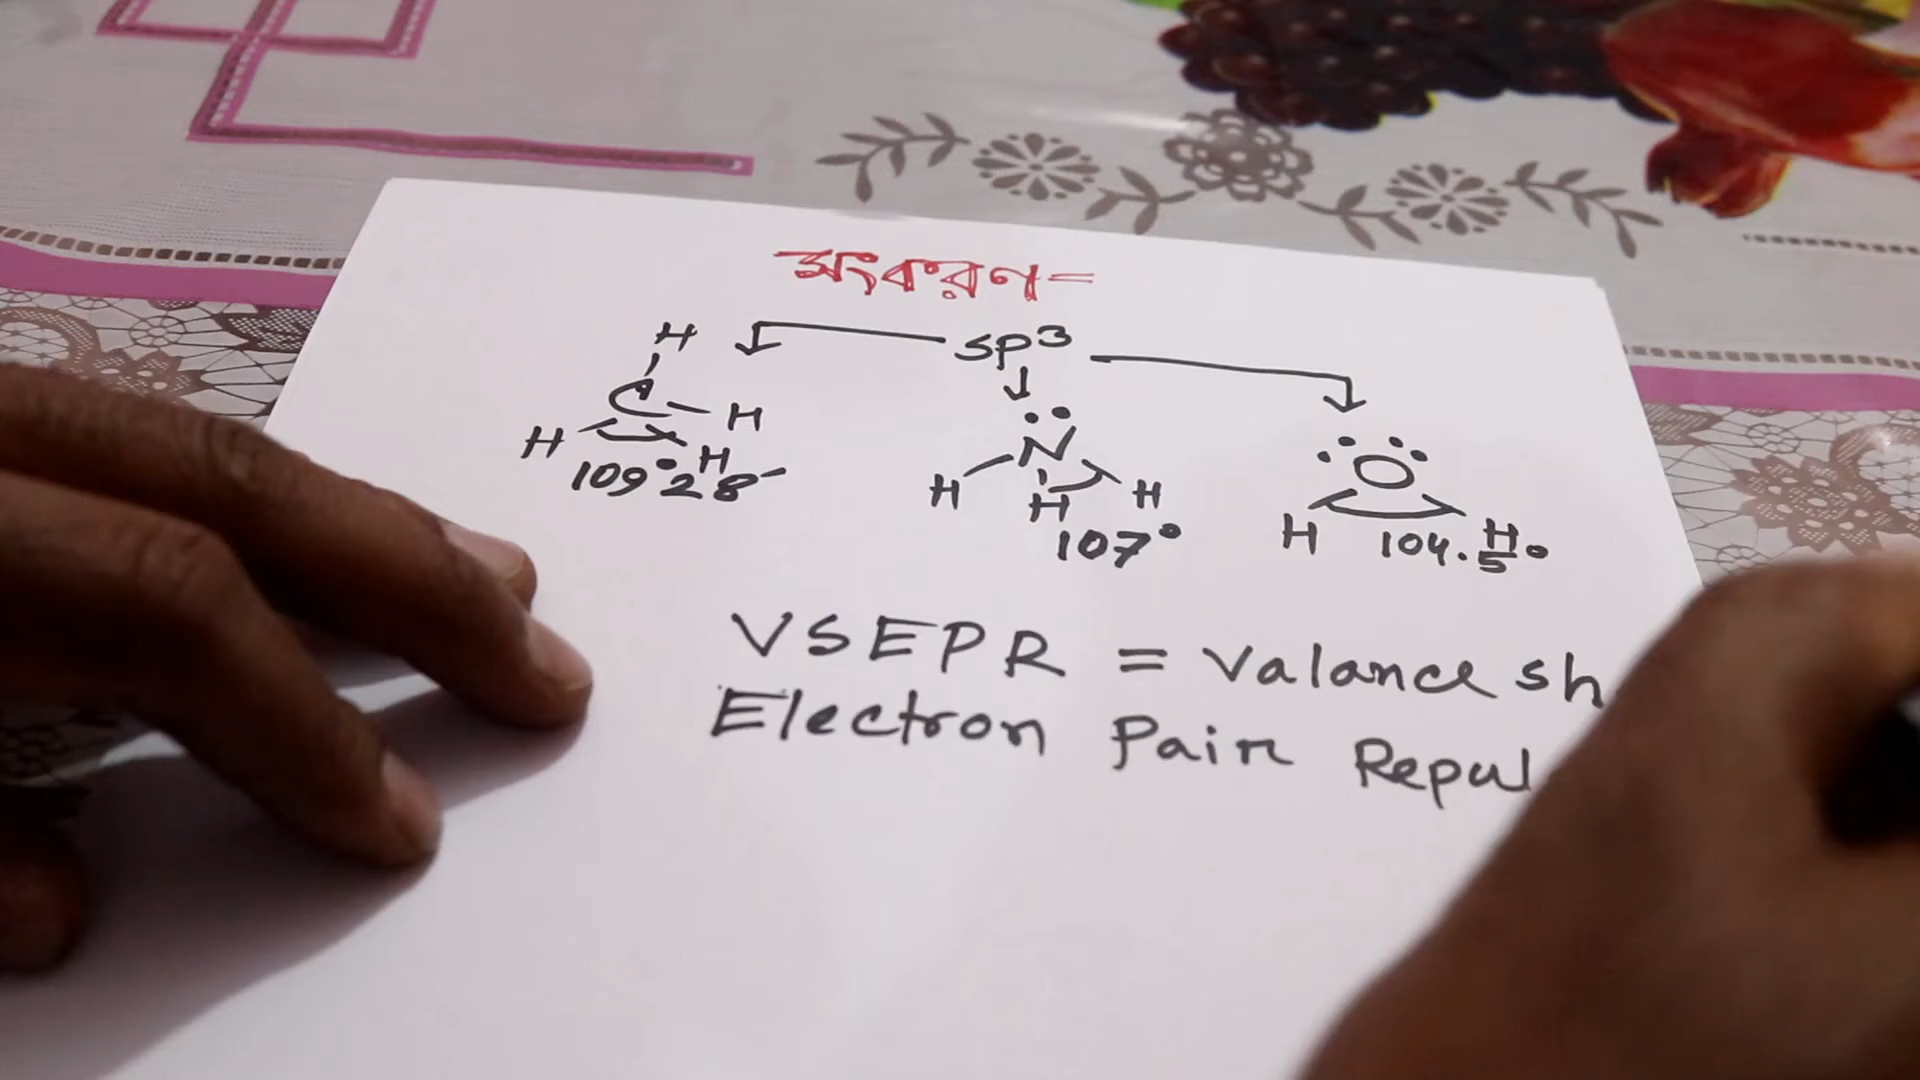 সংকরণ=
sp³
H
C - H
H H
109°28′
N
H H H
107°
O
H H
104.5°
VSEPR = Valance sh
Electron Pair Repul